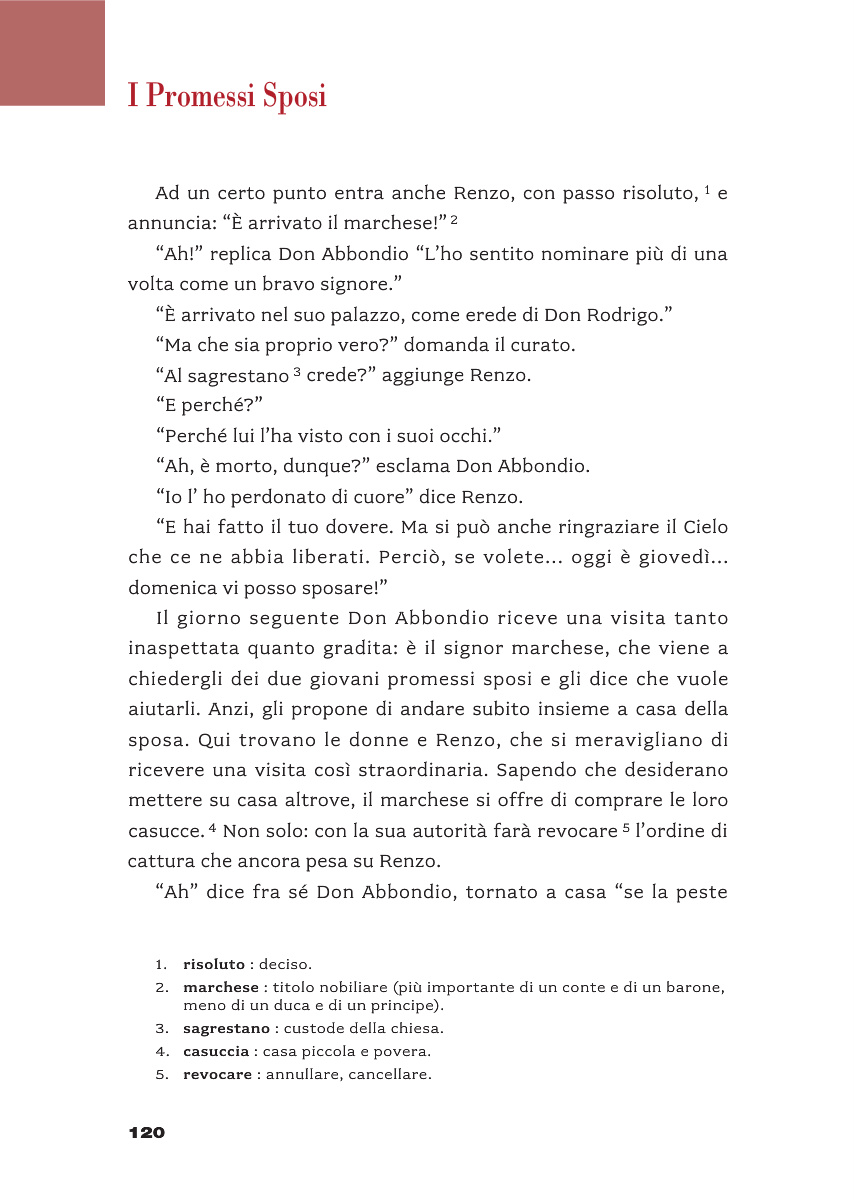 I Promessi Sposi
Ad un certo punto entra anche Renzo, con passo risoluto, 1 e
annuncia: “È arrivato il marchese!” 2
“Ah!” replica Don Abbondio “L’ho sentito nominare più di una
volta come un bravo signore.”
“È arrivato nel suo palazzo, come erede di Don Rodrigo.”
“Ma che sia proprio vero?” domanda il curato.
“Al sagrestano 3 crede?” aggiunge Renzo.
“E perché?”
“Perché lui l’ha visto con i suoi occhi.”
“Ah, è morto, dunque?” esclama Don Abbondio.
“Io l’ ho perdonato di cuore” dice Renzo.
“E hai fatto il tuo dovere. Ma si può anche ringraziare il Cielo
che ce ne abbia liberati. Perciò, se volete... oggi è giovedì...
domenica vi posso sposare!”
Il giorno seguente Don Abbondio riceve una visita tanto
inaspettata quanto gradita: è il signor marchese, che viene a
chiedergli dei due giovani promessi sposi e gli dice che vuole
aiutarli. Anzi, gli propone di andare subito insieme a casa della
sposa. Qui trovano le donne e Renzo, che si meravigliano di
ricevere una visita così straordinaria. Sapendo che desiderano
mettere su casa altrove, il marchese si offre di comprare le loro
casucce. 4 Non solo: con la sua autorità farà revocare 5 l’ordine di
cattura che ancora pesa su Renzo.
“Ah” dice fra sé Don Abbondio, tornato a casa “se la peste
1. risoluto : deciso.
2. marchese : titolo nobiliare (più importante di un conte e di un barone,
meno di un duca e di un principe).
3. sagrestano : custode della chiesa.
4. casuccia : casa piccola e povera.
5. revocare : annullare, cancellare.
120